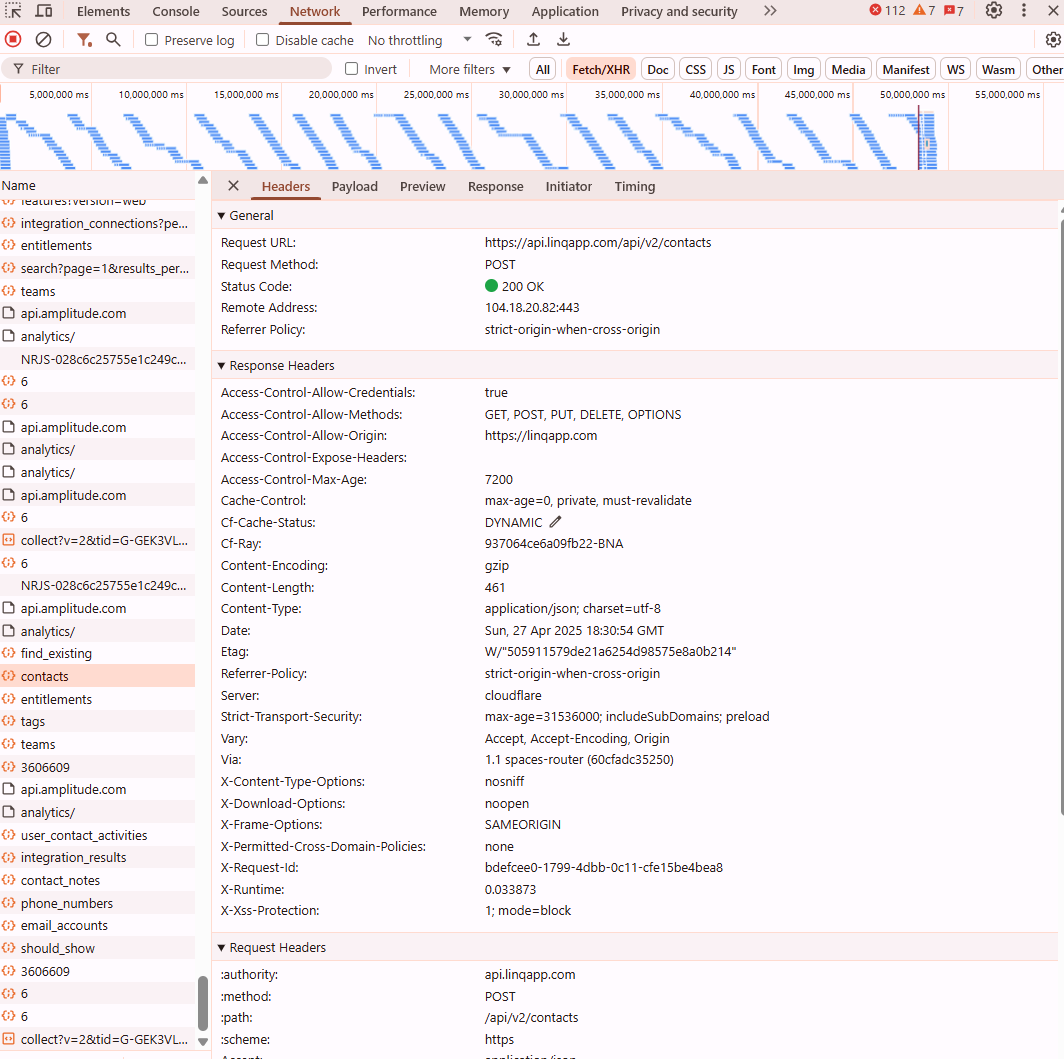 Elements Console Sources Network Performance Memory Application Privacy and security 112 7 7
Preserve log Disable cache No throttling
Filter Invert More filters All Fetch/XHR Doc CSS JS Font Img Media Manifest WS Wasm Other
5,000,000 ms 10,000,000 ms 15,000,000 ms 20,000,000 ms 25,000,000 ms 30,000,000 ms 35,000,000 ms 40,000,000 ms 45,000,000 ms 50,000,000 ms 55,000,000 ms
Name
features?version=web
integration_connections?pe...
entitlements
search?page=1&results_per...
teams
api.amplitude.com
analytics/
NRJS-028c6c25755e1c249c...
6
6
api.amplitude.com
analytics/
analytics/
api.amplitude.com
6
collect?v=2&tid=G-GEK3VL...
6
NRJS-028c6c25755e1c249c...
api.amplitude.com
analytics/
find_existing
contacts
entitlements
tags
teams
3606609
api.amplitude.com
analytics/
user_contact_activities
integration_results
contact_notes
phone_numbers
email_accounts
should_show
3606609
6
6
collect?v=2&tid=G-GEK3VL...
Headers Payload Preview Response Initiator Timing
General
Request URL: https://api.linqapp.com/api/v2/contacts
Request Method: POST
Status Code: 200 OK
Remote Address: 104.18.20.82:443
Referrer Policy: strict-origin-when-cross-origin
Response Headers
Access-Control-Allow-Credentials: true
Access-Control-Allow-Methods: GET, POST, PUT, DELETE, OPTIONS
Access-Control-Allow-Origin: https://linqapp.com
Access-Control-Expose-Headers:
Access-Control-Max-Age: 7200
Cache-Control: max-age=0, private, must-revalidate
Cf-Cache-Status: DYNAMIC
Cf-Ray: 937064ce6a09fb22-BNA
Content-Encoding: gzip
Content-Length: 461
Content-Type: application/json; charset=utf-8
Date: Sun, 27 Apr 2025 18:30:54 GMT
Etag: W/"505911579de21a6254d98575e8a0b214"
Referrer-Policy: strict-origin-when-cross-origin
Server: cloudflare
Strict-Transport-Security: max-age=31536000; includeSubDomains; preload
Vary: Accept, Accept-Encoding, Origin
Via: 1.1 spaces-router (60cfadc35250)
X-Content-Type-Options: nosniff
X-Download-Options: noopen
X-Frame-Options: SAMEORIGIN
X-Permitted-Cross-Domain-Policies: none
X-Request-Id: bdefcee0-1799-4dbb-0c11-cfe15be4bea8
X-Runtime: 0.033873
X-Xss-Protection: 1; mode=block
Request Headers
:authority: api.linqapp.com
:method: POST
:path: /api/v2/contacts
:scheme: https
Accept: application/json